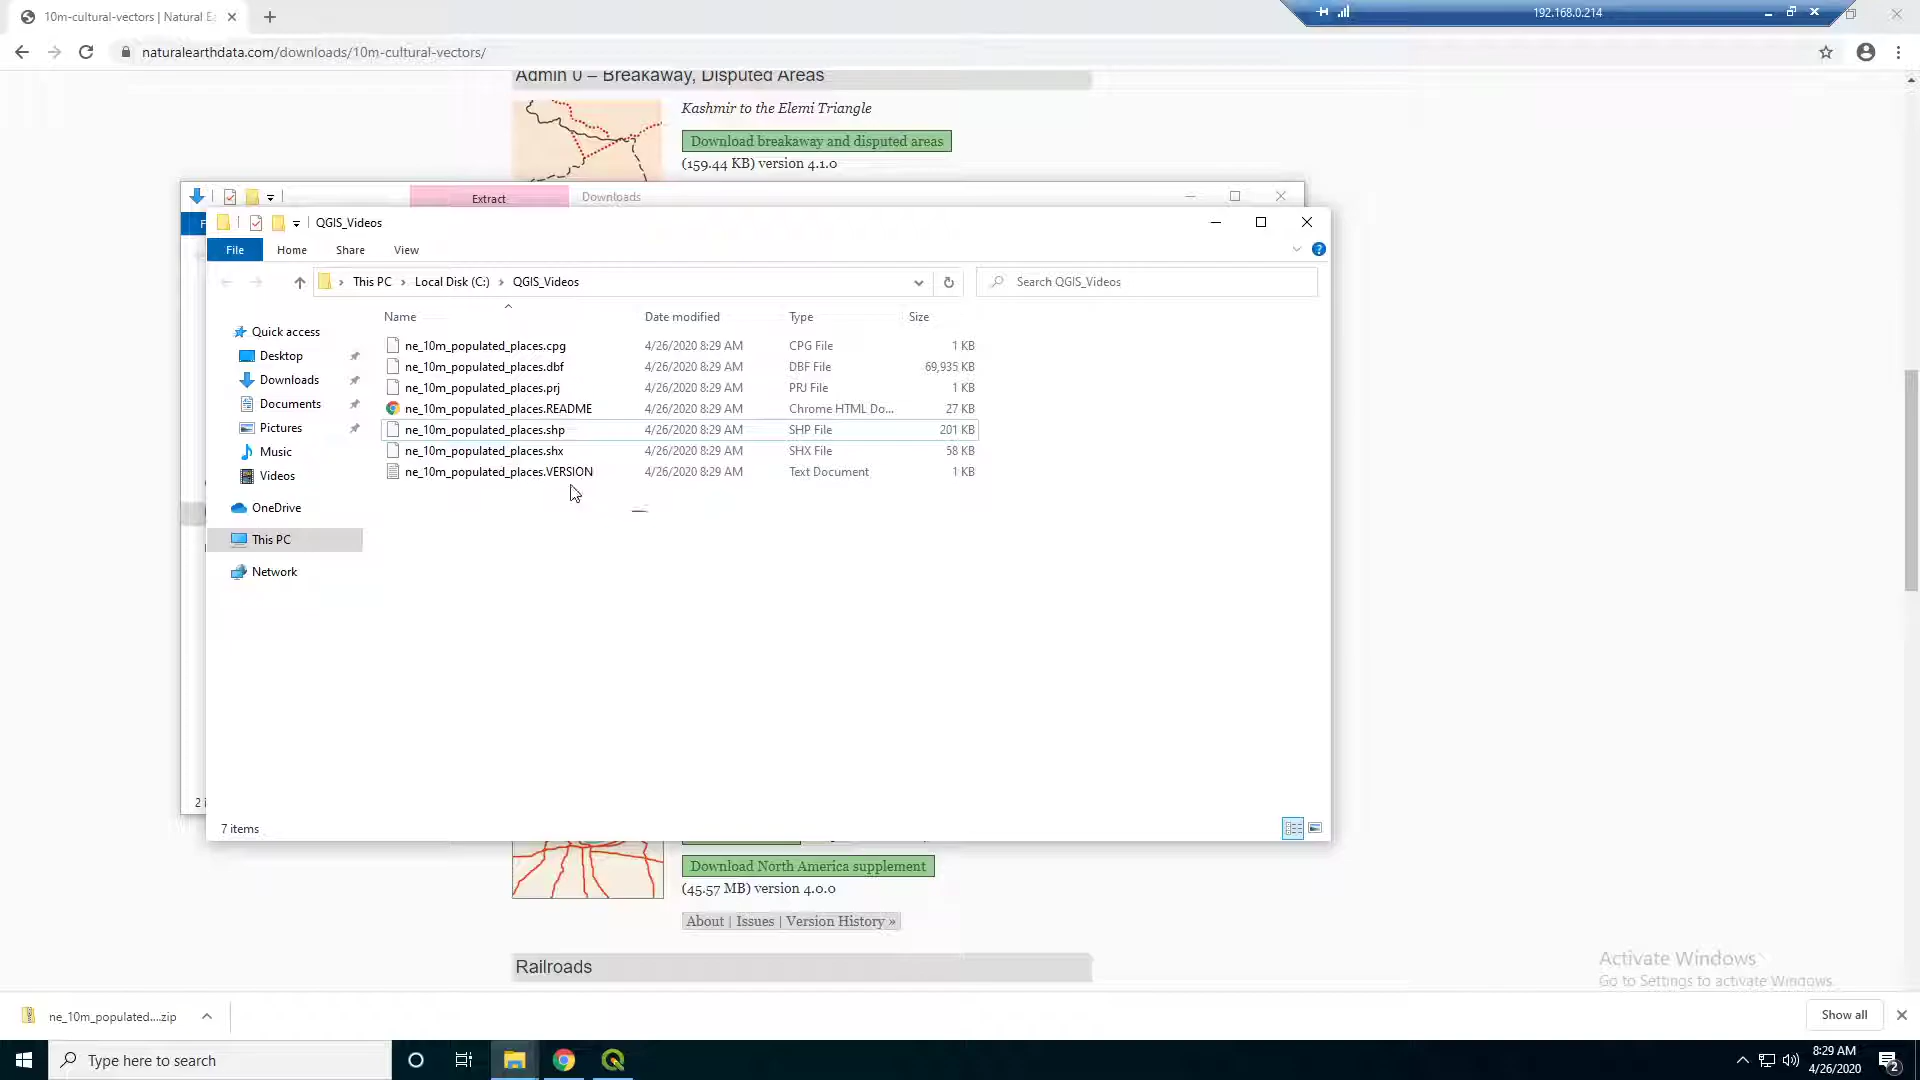 10m-cultural-vectors | Natural Ea
192.168.0.214
naturalearthdata.com/downloads/10m-cultural-vectors/
Admin 0 – Breakaway, Disputed Areas
Kashmir to the Elemi Triangle
Download breakaway and disputed areas
(159.44 KB) version 4.1.0
Extract
Downloads
QGIS_Videos
File
Home
Share
View
This PC
Local Disk (C:)
QGIS_Videos
Search QGIS_Videos
Name
Date modified
Type
Size
Quick access
Desktop
Downloads
Documents
Pictures
Music
Videos
OneDrive
This PC
Network
ne_10m_populated_places.cpg 4/26/2020 8:29 AM CPG File 1 KB
ne_10m_populated_places.dbf 4/26/2020 8:29 AM DBF File 69,935 KB
ne_10m_populated_places.prj 4/26/2020 8:29 AM PRJ File 1 KB
ne_10m_populated_places.README 4/26/2020 8:29 AM Chrome HTML Do... 27 KB
ne_10m_populated_places.shp 4/26/2020 8:29 AM SHP File 201 KB
ne_10m_populated_places.shx 4/26/2020 8:29 AM SHX File 58 KB
ne_10m_populated_places.VERSION 4/26/2020 8:29 AM Text Document 1 KB
7 items
Download North America supplement
(45.57 MB) version 4.0.0
About | Issues | Version History »
Railroads
Activate Windows
Go to Settings to activate Windows.
ne_10m_populated....zip
Show all
Type here to search
8:29 AM
4/26/2020
2